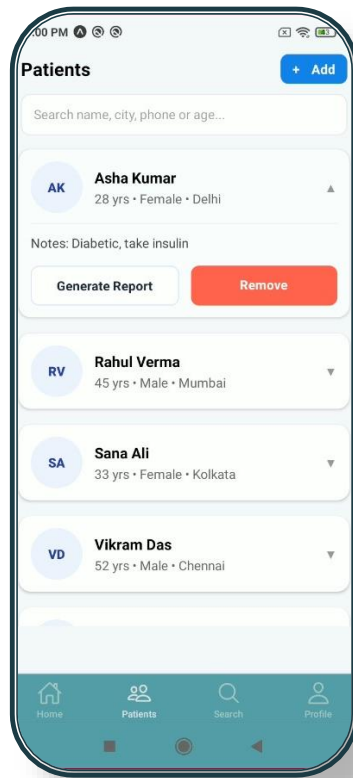 :00 PM
Patients
+ Add
Search name, city, phone or age...
AK
Asha Kumar
28 yrs • Female • Delhi
Notes: Diabetic, take insulin
Generate Report
Remove
RV
Rahul Verma
45 yrs • Male • Mumbai
SA
Sana Ali
33 yrs • Female • Kolkata
VD
Vikram Das
52 yrs • Male • Chennai
Home
Patients
Search
Profile